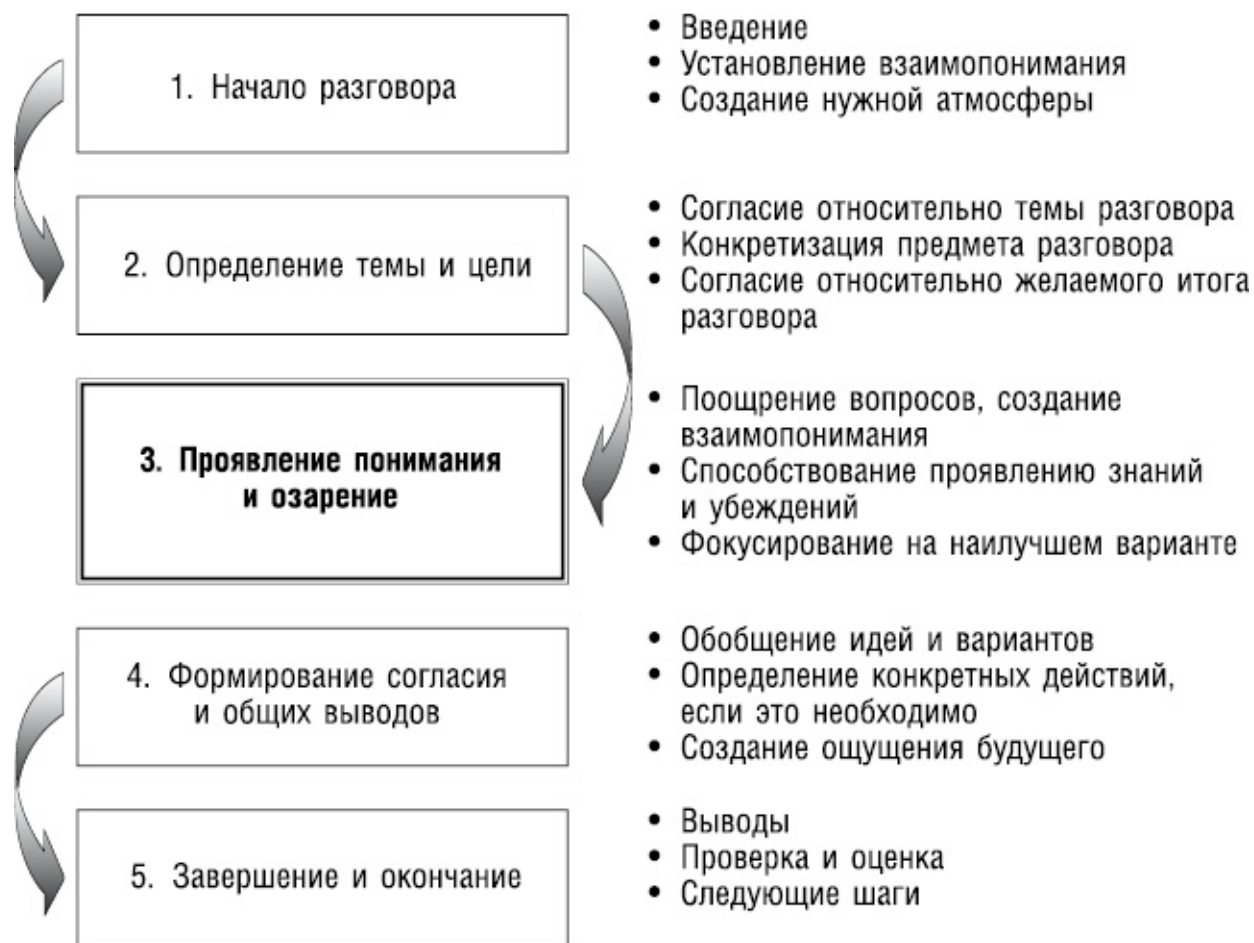 1. Начало разговора
• Введение
• Установление взаимопонимания
• Создание нужной атмосферы
2. Определение темы и цели
• Согласие относительно темы разговора
• Конкретизация предмета разговора
• Согласие относительно желаемого итога
разговора
3. Проявление понимания
и озарение
• Поощрение вопросов, создание
взаимопонимания
• Способствование проявлению знаний
и убеждений
• Фокусирование на наилучшем варианте
4. Формирование согласия
и общих выводов
• Обобщение идей и вариантов
• Определение конкретных действий,
если это необходимо
• Создание ощущения будущего
5. Завершение и окончание
• Выводы
• Проверка и оценка
• Следующие шаги